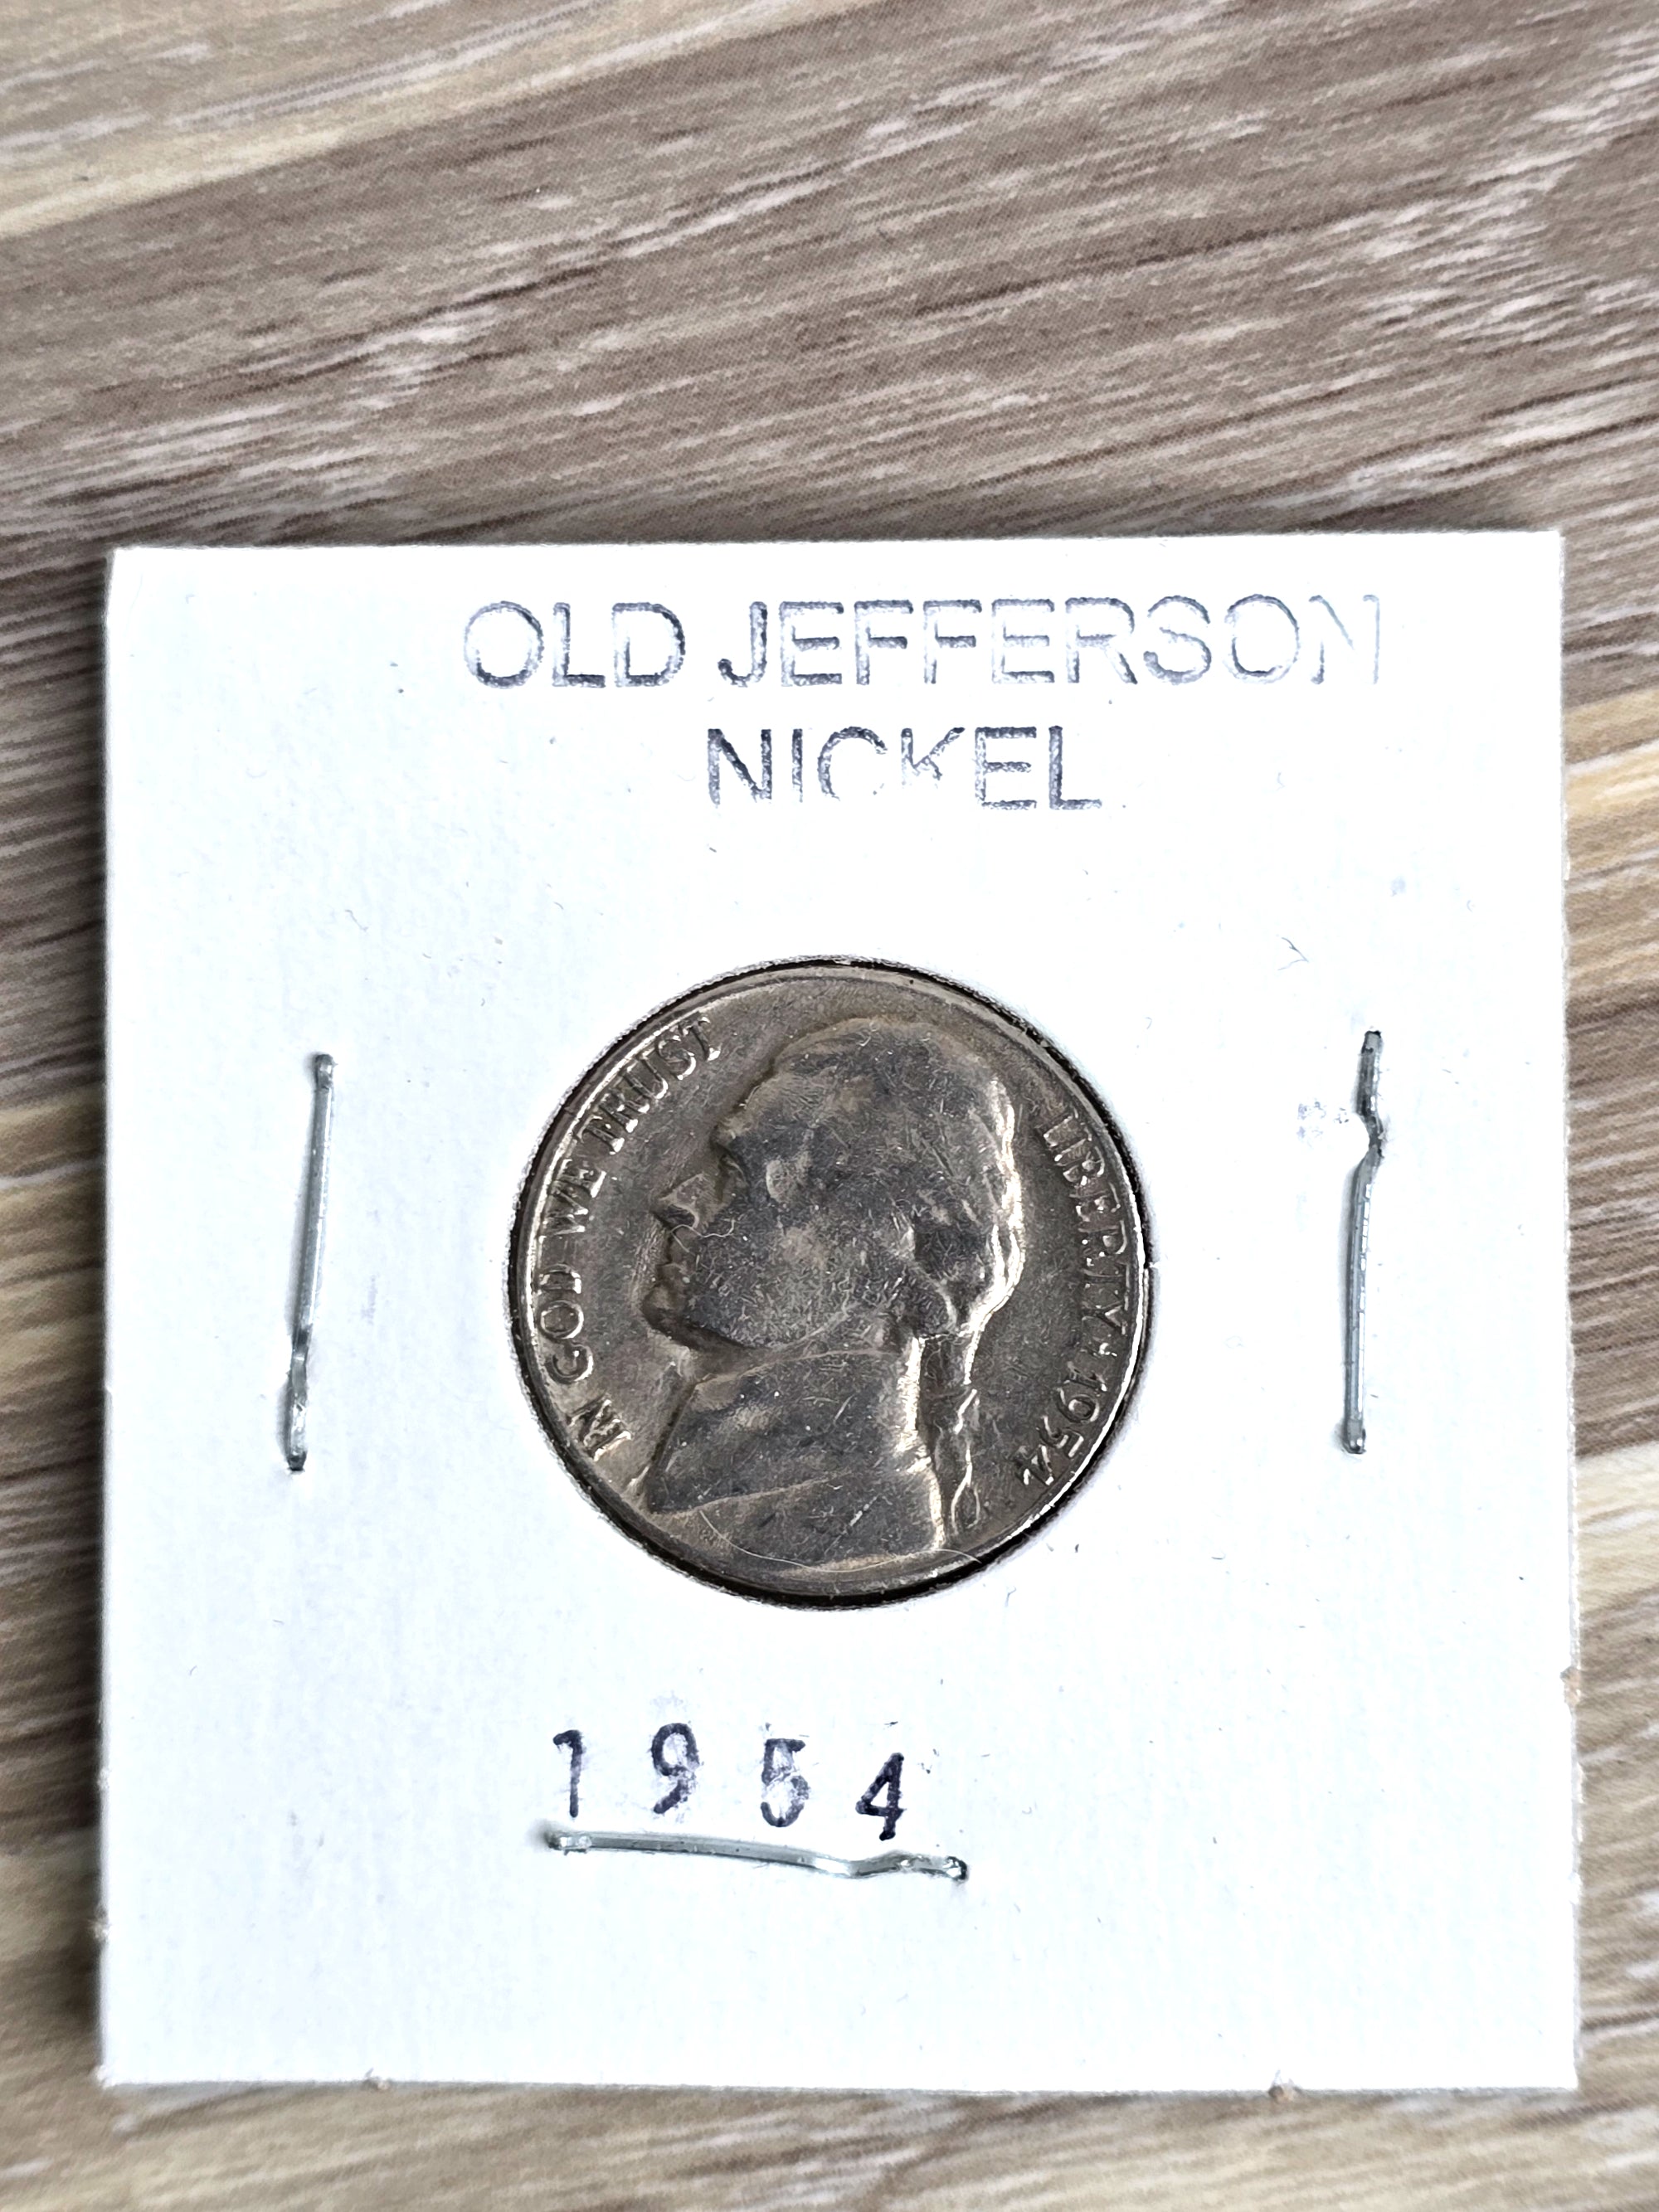 OLD JEFFERSON
NICKEL
IN GOD WE TRUST
LIBERTY * 1954
1954